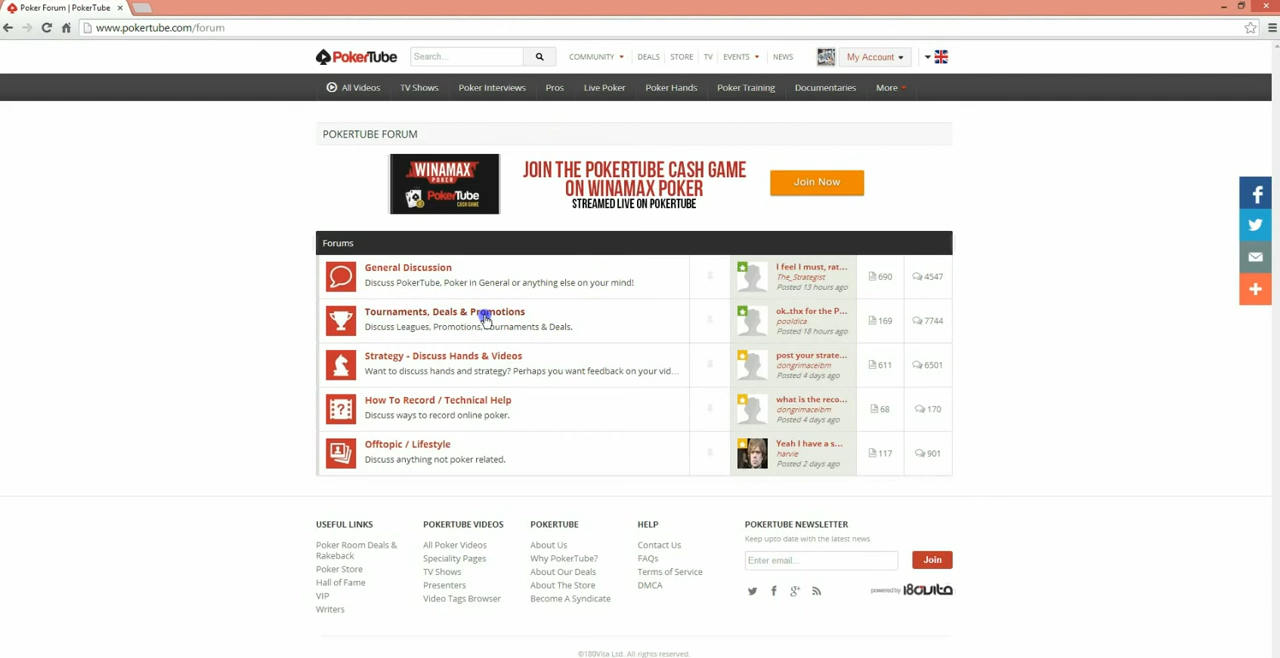 Poker Forum | PokerTube
www.pokertube.com/forum
POKERTUBE
Search...
COMMUNITY
DEALS
STORE
TV
EVENTS
NEWS
My Account
All Videos
TV Shows
Poker Interviews
Pros
Live Poker
Poker Hands
Poker Training
Documentaries
More
POKERTUBE FORUM
WINAMAX
POKER
POKERTUBE
CASH GAME
JOIN THE POKERTUBE CASH GAME
ON WINAMAX POKER
STREAMED LIVE ON POKERTUBE
Join Now
Forums
General Discussion
Discuss PokerTube, Poker in General or anything else on your mind!
I feel I must, rat...
The_Strategist
Posted 13 hours ago
690
4547
Tournaments, Deals & Promotions
Discuss Leagues, Promotions, Tournaments & Deals.
ok..thx for the P...
pooldica
Posted 18 hours ago
169
7744
Strategy - Discuss Hands & Videos
Want to discuss hands and strategy? Perhaps you want feedback on your vid...
post your strate...
dongrimaceibm
Posted 4 days ago
611
6501
How To Record / Technical Help
Discuss ways to record online poker.
what is the reco...
dongrimaceibm
Posted 4 days ago
68
170
Offtopic / Lifestyle
Discuss anything not poker related.
Yeah I have a s...
harvie
Posted 2 days ago
117
901
USEFUL LINKS
Poker Room Deals &
Rakeback
Poker Store
Hall of Fame
VIP
Writers
POKERTUBE VIDEOS
All Poker Videos
Speciality Pages
TV Shows
Presenters
Video Tags Browser
POKERTUBE
About Us
Why PokerTube?
About Our Deals
About The Store
Become A Syndicate
HELP
Contact Us
FAQs
Terms of Service
DMCA
POKERTUBE NEWSLETTER
Keep upto date with the latest news
Enter email...
Join
powered by 180vita
©180Vita Ltd. All rights reserved.